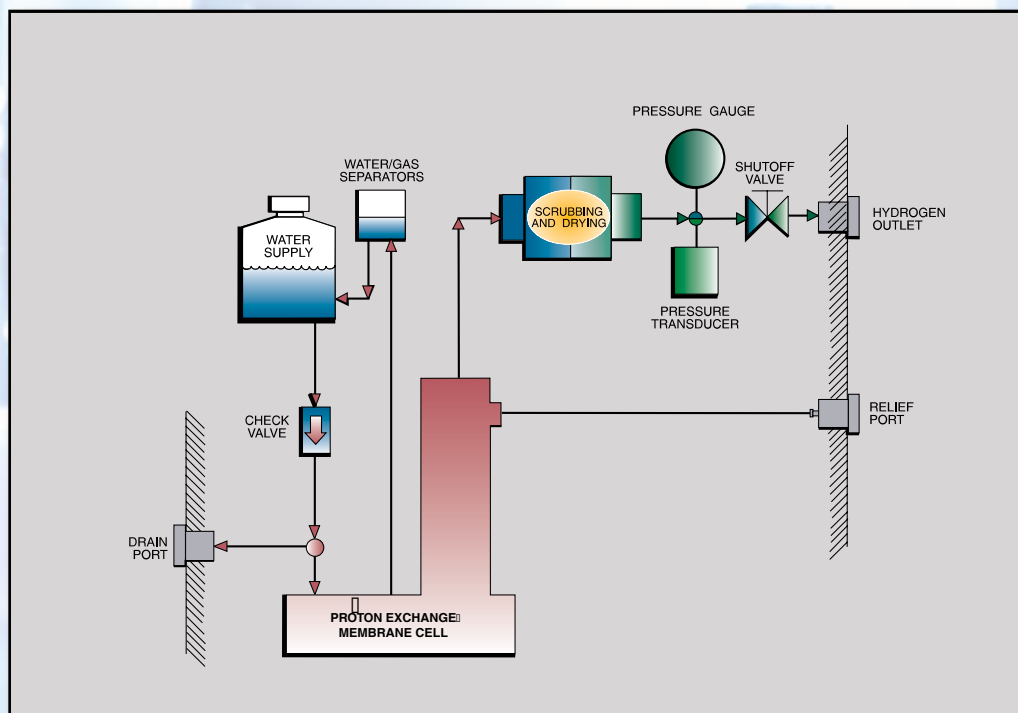 PRESSURE GAUGE
WATER/GAS
SEPARATORS
SHUTOFF
VALVE
SCRUBBING
AND DRYING
HYDROGEN
OUTLET
WATER
SUPPLY
PRESSURE
TRANSDUCER
CHECK
VALVE
RELIEF
PORT
DRAIN
PORT
PROTON EXCHANGE
MEMBRANE CELL